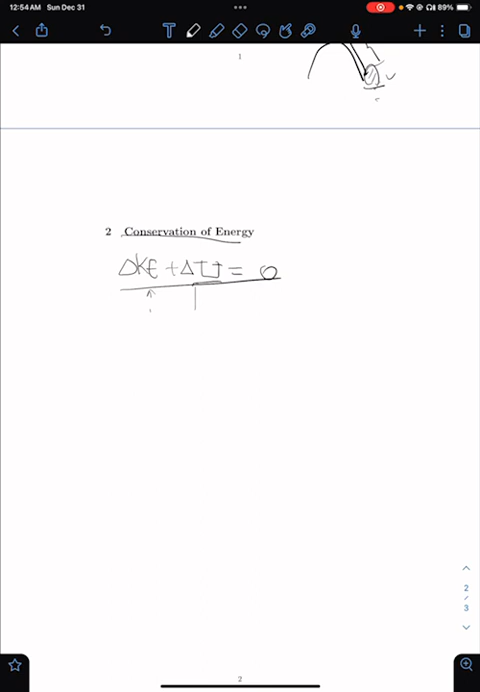 12:54 AM Sun Dec 31
89%
T
1
2 Conservation of Energy
ΔKE + ΔU = 0
2
/
3
2